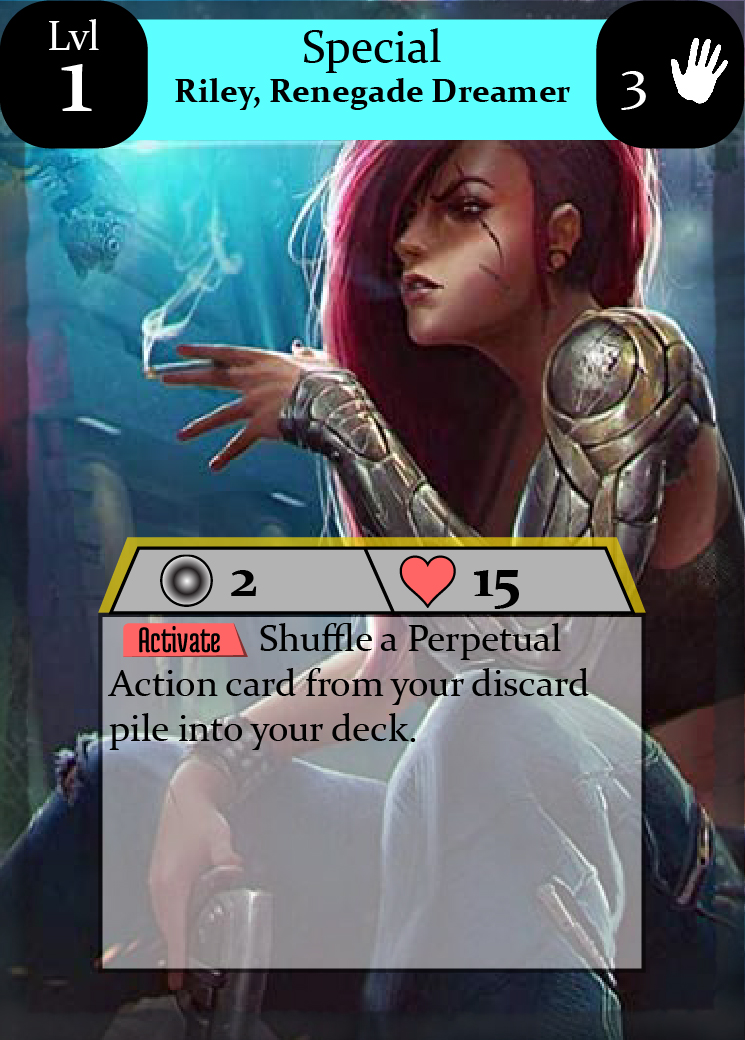 Lvl
1
Special
Riley, Renegade Dreamer
3
2
15
Activate Shuffle a Perpetual
Action card from your discard
pile into your deck.